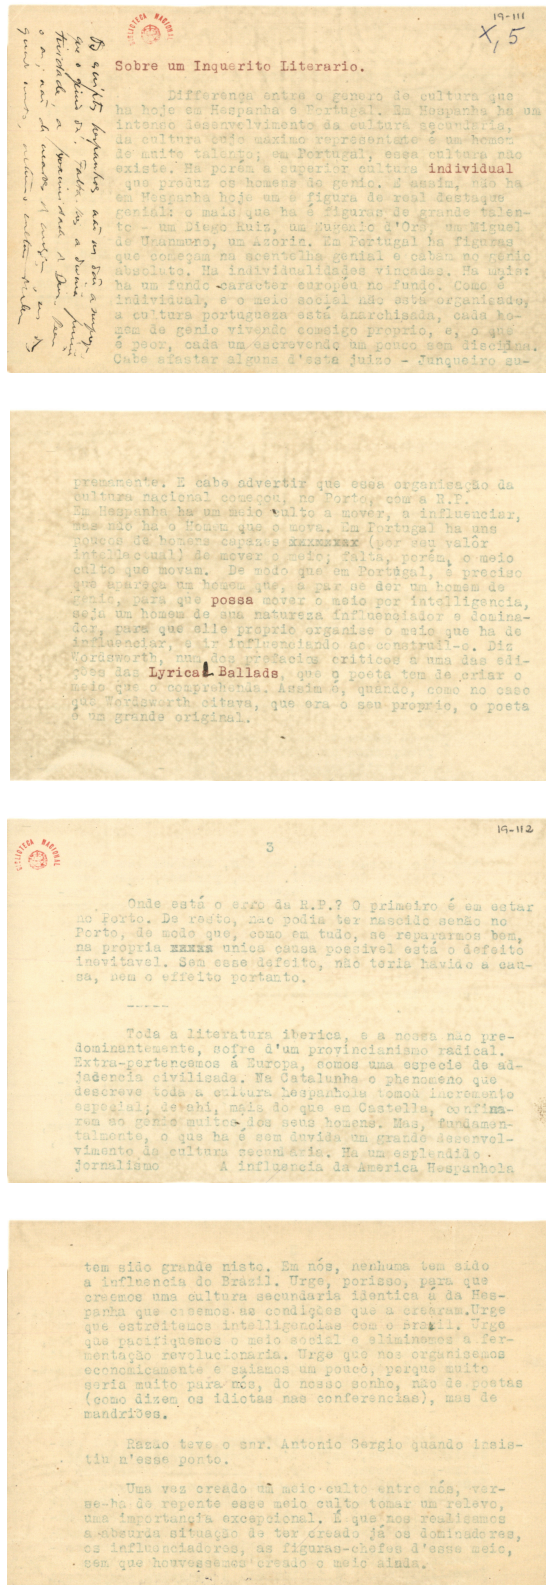 19-111
X, 5
BIBLIOTECA NACIONAL
Sobre um Inquerito Literario.
Differença entre o genero de cultura que
ha hoje em Hespanha e Portugal. Em Hespanha ha um
intenso desenvolvimento da cultura secundaria,
da cultura cujo maximo representante é um homem
de muito talento; em Portugal, essa cultura não
existe. Ha porém a superior cultura individual
que produz os homens de genio. E assim, não ha
em Hespanha hoje um a figura de real destaque
genial: o mais que ha é figuras de grande talen-
to - um Diego Ruis, um Eugenio d'Ors, um Miguel
de Unanmuno, um Azorin. Em Portugal ha figuras
que começam na scentelha genial e cabam no genio
absoluto. Ha individualidades vincadas. Ha mais:
ha um fundo caracter europeu no fundo. Como é
individual, e o meio social não está organisado,
a cultura portugueza está anarchisada, cada ho-
mem de genio vivendo comsigo proprio, e, o que
é peor, cada um escrevendo um pouco sem disciplina.
Cabe afastar alguns d'esta juizo - Junqueiro su-
premamente. E cabe advertir que essa organisação da
cultura nacional começou, no Porto, com a R.P.
Em Hespanha ha um meio culto a mover, a influenciar,
mas não ha o Homem que o mova. Em Portugal ha uns
poucos de homens capazes xxxxxxxx (por seu valôr
intellectual) de mover o meio; falta, porém, o meio
culto que movam. De modo que em Portugal, é preciso
que appareça um homem que, a par se der um homem de
genio, para que possa mover o meio por intelligencia,
seja um homem de sua natureza influenciador e domina-
dor, para que elle proprio organise o meio que ha de
influenciar, e ir influenciando ao construil-o. Diz
Wordsworth, num dos prefacios criticos a uma das edi-
ções das Lyrical Ballads, que o poeta tem de criar o
meio que o comprehenda. Assim é, quando, como no caso
que Wordsworth citava, que era o seu proprio, o poeta
é um grande original.
19-112
BIBLIOTECA NACIONAL
3
Onde está o erro da R.P.? O primeiro é em estar
no Porto. De resto, não podia ter nascido senão no
Porto, de modo que, como em tudo, se repararmos bem,
na propria xxxxx unica causa possivel está o defeito
inevitavel. Sem esse defeito, não teria havido a cau-
sa, nem o effeito portanto.
-----
Toda a literatura iberica, e a nossa mão pre-
dominantemente, sofre d'um provincianismo radical.
Extra-pertencemos á Europa, somos uma especie de ad-
jacencia civilisada. Na Catalunha o phenomeno que
descreve toda a cultura hespanhola tomou incremento
especial; de ahi, mais do que em Castella, confina-
rem no genio muitos dos seus homens. Mas, fundamen-
talmente, o que ha é sem duvida um grande desenvol-
vimento da cultura secundaria. Ha um esplendido
jornalismo A influencia da America Hespanhola
tem sido grande nisto. Em nós, nenhuma tem sido
a influencia do Brazil. Urge, porisso, para que
creemos uma cultura secundaria identica á da Hes-
panha que creemos as condições que a crearam. Urge
que estreitemos intelligencias com o Brasil. Urge
que pacifiquemos o meio social e eliminemos a fer-
mentação revolucionaria. Urge que nos organisemos
economicamente e saiamos um pouco, porque muito
seria muito para nós, do nosso sonho, não de poetas
(como dizem os idiotas nas conferencias), mas de
mandriões.
Razão teve o snr. Antonio Sergio quando insis-
tiu n'esse ponto.
Uma vez creado um meio culto entre nós, ver-
se-ha de repente esse meio culto tomar um relevo,
uma importancia excepcional. É que nós realisamos
a absurda situação de ter creado já os dominadores,
os influenciadores, as figuras-chefes d'esse meio,
sem que houvessemos creado o meio ainda.